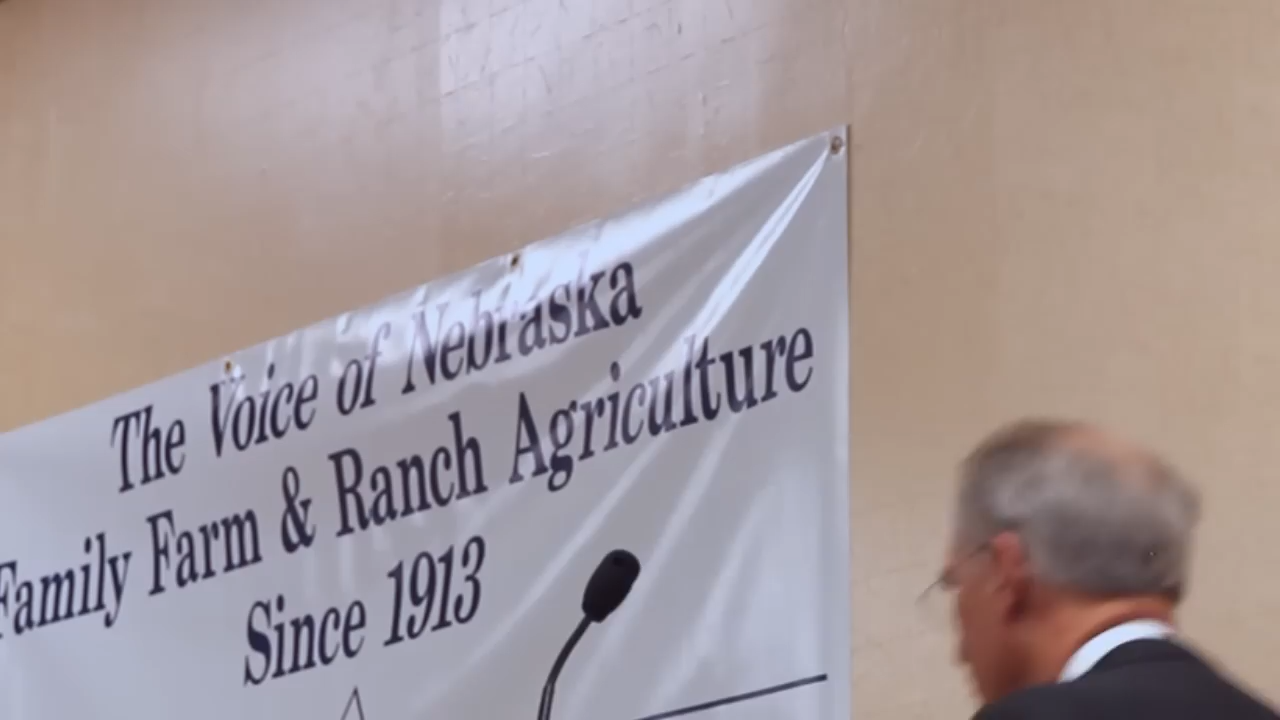 The Voice of Nebraska
Family Farm & Ranch Agriculture
Since 1913